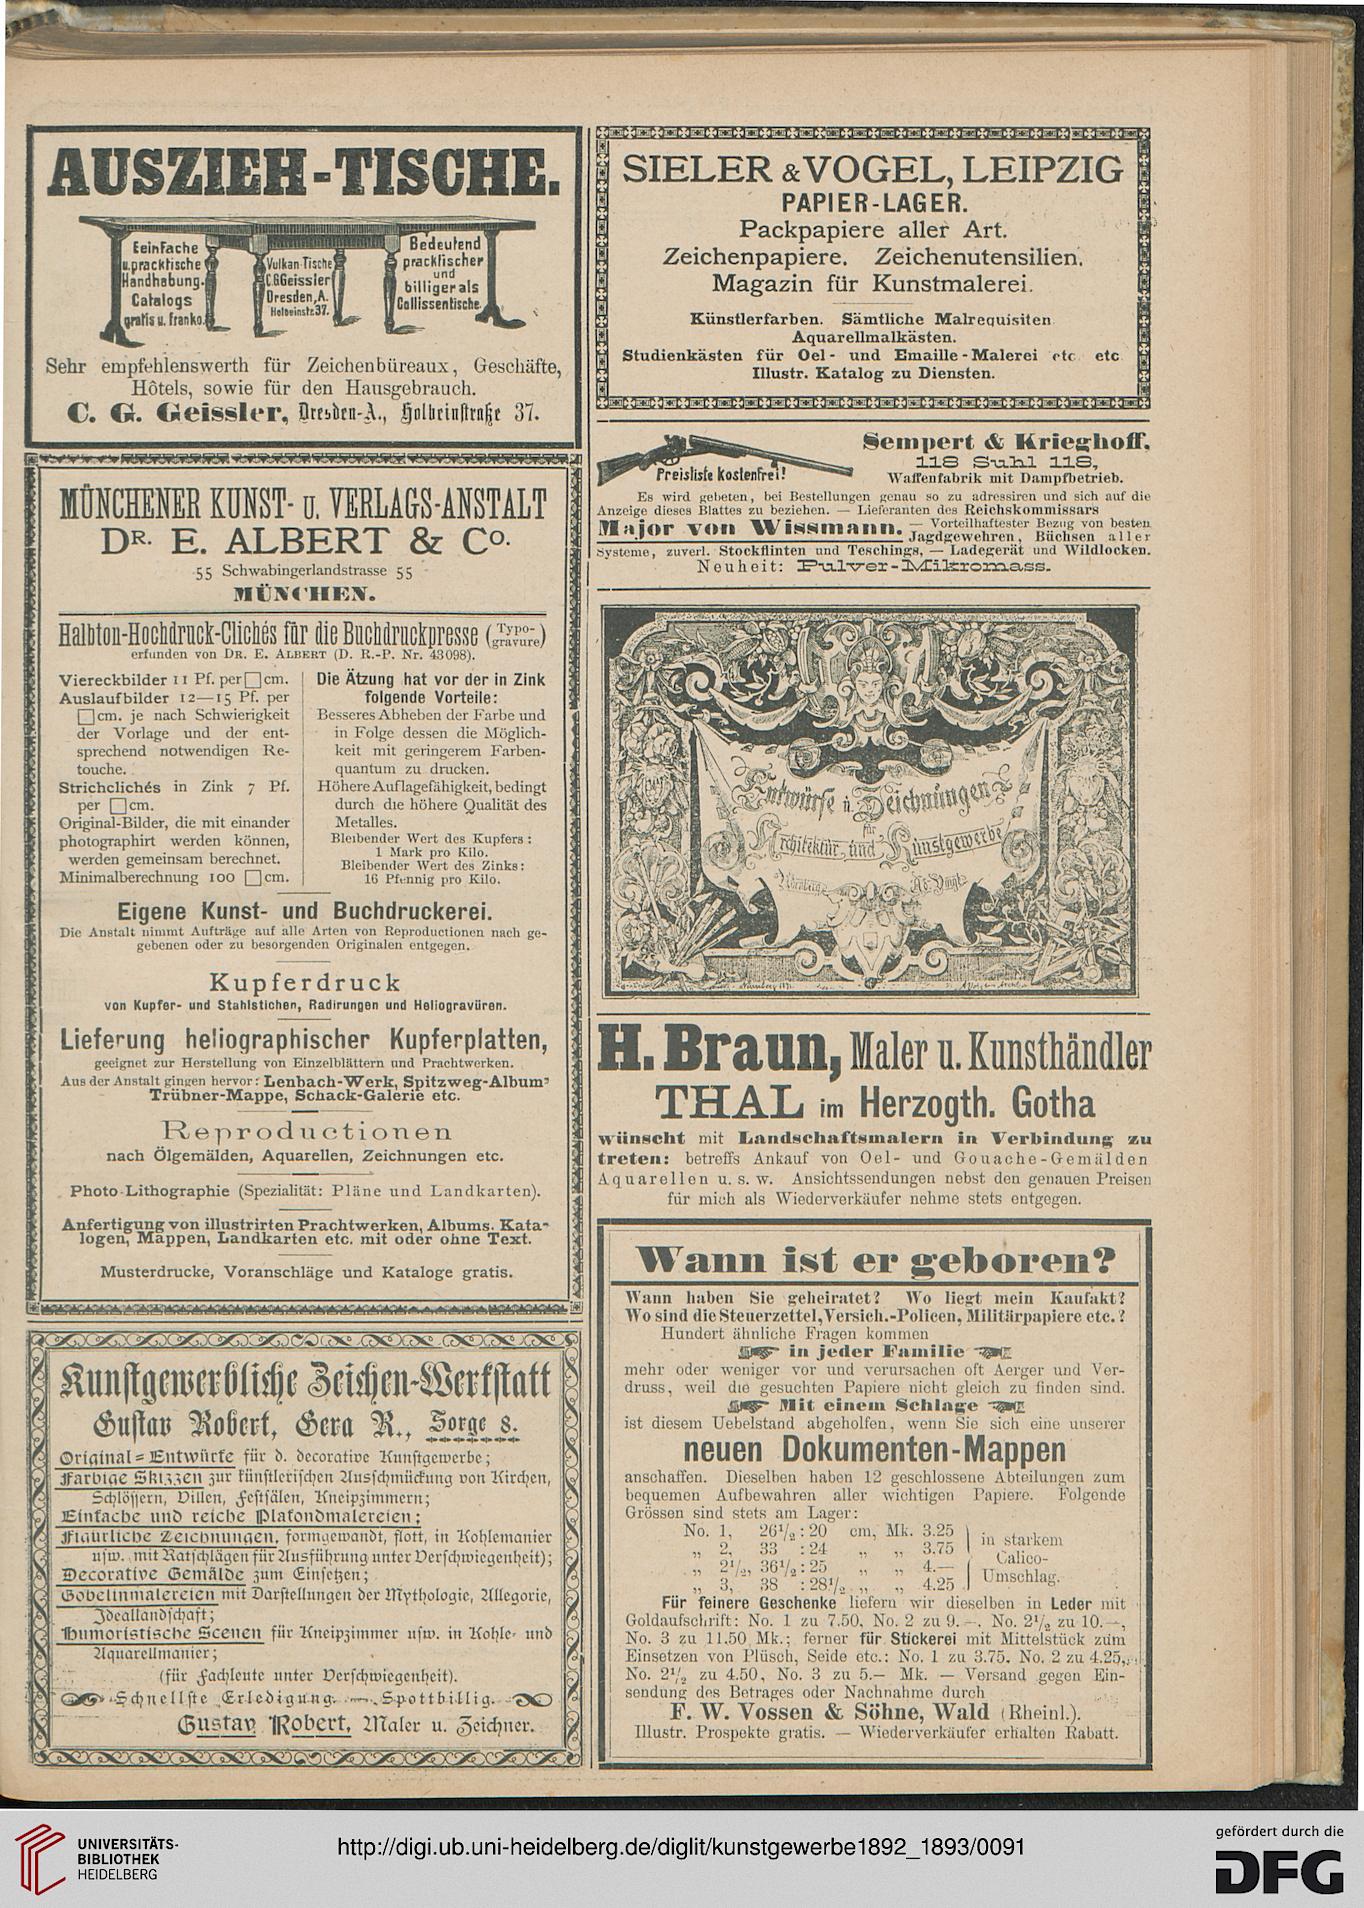 AUSZIEH-TISCHE.
Eeinfache
u.pracktische
Handhabung.
Catalogs
gratis u. franko.
Vulkan-Tische
C.G.Geissler
Dresden,A.
Holbeinstr.37.
Bedeutend
pracktischer
und
billiger als
Collissentische.
Sehr empfehlenswerth für Zeichenbüreaux, Geschäfte,
Hôtels, sowie für den Hausgebrauch.
C. G. Geissler, Dresden-A., Holbeinstraße 37.
MÜNCHENER KUNST- U. VERLAGS-ANSTALT
DR. E. ALBERT & Co.
55 Schwabingerlandstrasse 55
MÜNCHEN.
Halbton-Hochdruck-Clichés für die Buchdruckpresse (Typo-gravure)
erfunden von DR. E. ALBERT (D. R.-P. Nr. 43098).
Viereckbilder 11 Pf. per □cm.
Auslaufbilder 12—15 Pf. per
□cm. je nach Schwierigkeit
der Vorlage und der ent-
sprechend notwendigen Re-
touche.
Strichclichés in Zink 7 Pf.
per □cm.
Original-Bilder, die mit einander
photographirt werden können,
werden gemeinsam berechnet.
Minimalberechnung 100 □cm.
Die Ätzung hat vor der in Zink
folgende Vorteile:
Besseres Abheben der Farbe und
in Folge dessen die Möglich-
keit mit geringerem Farben-
quantum zu drucken.
Höhere Auflagefähigkeit, bedingt
durch die höhere Qualität des
Metalles.
Bleibender Wert des Kupfers:
1 Mark pro Kilo.
Bleibender Wert des Zinks:
16 Pfennig pro Kilo.
Eigene Kunst- und Buchdruckerei.
Die Anstalt nimmt Aufträge auf alle Arten von Reproductionen nach ge-
gebenen oder zu besorgenden Originalen entgegen.
Kupferdruck
von Kupfer- und Stahlstichen, Radirungen und Heliogravüren.
Lieferung heliographischer Kupferplatten,
geeignet zur Herstellung von Einzelblättern und Prachtwerken.
Aus der Anstalt gingen hervor: Lenbach-Werk, Spitzweg-Album,
Trübner-Mappe, Schack-Galerie etc.
Reproductionen
nach Ölgemälden, Aquarellen, Zeichnungen etc.
Photo-Lithographie (Spezialität: Pläne und Landkarten).
Anfertigung von illustrirten Prachtwerken, Albums. Kata-
logen, Mappen, Landkarten etc. mit oder ohne Text.
Musterdrucke, Voranschläge und Kataloge gratis.
Kunstgewerbliche Zeichen-Werkstatt
Gustav Robert, Gera R., Sorge 8.
Original-Entwürfe für d. decorative Kunstgewerbe;
Farbige Skizzen zur künstlerischen Ausschmückung von Kirchen,
Schlössern, Villen, Festsälen, Kneipzimmern;
Einfache und reiche Plafondmalereien;
Figürliche Zeichnungen, formgewandt, flott, in Kohlemanier
usw. mit Ratschlägen für Ausführung unter Verschwiegenheit);
Decorative Gemälde zum Einsetzen;
Gobelinmalereien mit Darstellungen der Mythologie, Allegorie,
Ideallandschaft;
Humoristische Scenen für Kneipzimmer usw. in Kohle- und
Aquarellmanier;
(für Fachleute unter Verschwiegenheit).
Schnellste Erledigung. — Spottbillig.
Gustav Robert, Maler u. Zeichner.
SIELER & VOGEL, LEIPZIG
PAPIER-LAGER.
Packpapiere aller Art.
Zeichenpapiere. Zeichenutensilien.
Magazin für Kunstmalerei.
Künstlerfarben. Sämtliche Malrequisiten
Aquarellmalkästen.
Studienkästen für Oel- und Emaille-Malerei etc etc
Illustr. Katalog zu Diensten.
Preisliste kostenfrei!
Sempert & Krieghoff.
118 Suhl 118,
Waffenfabrik mit Dampfbetrieb.
Es wird gebeten, bei Bestellungen genau so zu adressiren und sich auf die
Anzeige dieses Blattes zu beziehen. — Lieferanten des Reichskommissars
Major von Wissmann. — Vorteilhaftester Bezug von besten
Jagdgewehren, Büchsen aller
Systeme, zuverl. Stockflinten und Teschings, — Ladegerät und Wildlocken.
Neuheit: Pulver-Mikromass.
Entwürfe u. Zeichnungen
für
Architektur und Kunstgewerbe
Nürnberg
H. Braun, Maler u. Kunsthändler
THAL im Herzogth. Gotha
wünscht mit Landschaftsmalern in Verbindung zu
treten: betreffs Ankauf von Oel- und Gouache-Gemälden
Aquarellen u. s. w. Ansichtssendungen nebst den genauen Preisen
für mich als Wiederverkäufer nehme stets entgegen.
Wann ist er geboren?
Wann haben Sie geheiratet? Wo liegt mein Kaufakt?
Wo sind die Steuerzettel, Versich.-Policen, Militärpapiere etc.?
Hundert ähnliche Fragen kommen
in jeder Familie
mehr oder weniger vor und verursachen oft Aerger und Ver-
druss, weil die gesuchten Papiere nicht gleich zu finden sind.
Mit einem Schlage
ist diesem Uebelstand abgeholfen, wenn Sie sich eine unserer
neuen Dokumenten-Mappen
anschaffen. Dieselben haben 12 geschlossene Abteilungen zum
bequemen Aufbewahren aller wichtigen Papiere. Folgende
Grössen sind stets am Lager:
No. 1, 26½ : 20 cm, Mk. 3.25
„ 2, 33 : 24 „ „ 3.75
„ 2½, 36½ : 25 „ „ 4.—
„ 3, 38 : 28½ „ „ 4.25
in starkem
Calico-
Umschlag.
Für feinere Geschenke liefern wir dieselben in Leder mit
Goldaufschrift: No. 1 zu 7.50, No. 2 zu 9.—, No. 2½ zu 10.—,
No. 3 zu 11.50 Mk.; ferner für Stickerei mit Mittelstück zum
Einsetzen von Plüsch, Seide etc.: No. 1 zu 3.75, No. 2 zu 4.25,
No. 2½ zu 4.50, No. 3 zu 5.— Mk. — Versand gegen Ein-
sendung des Betrages oder Nachnahme durch
F. W. Vossen & Söhne, Wald (Rheinl.).
Illustr. Prospekte gratis. — Wiederverkäufer erhalten Rabatt.
UNIVERSITÄTS-
BIBLIOTHEK
HEIDELBERG
http://digi.ub.uni-heidelberg.de/diglit/kunstgewerbe1892_1893/0091
gefördert durch die
DFG